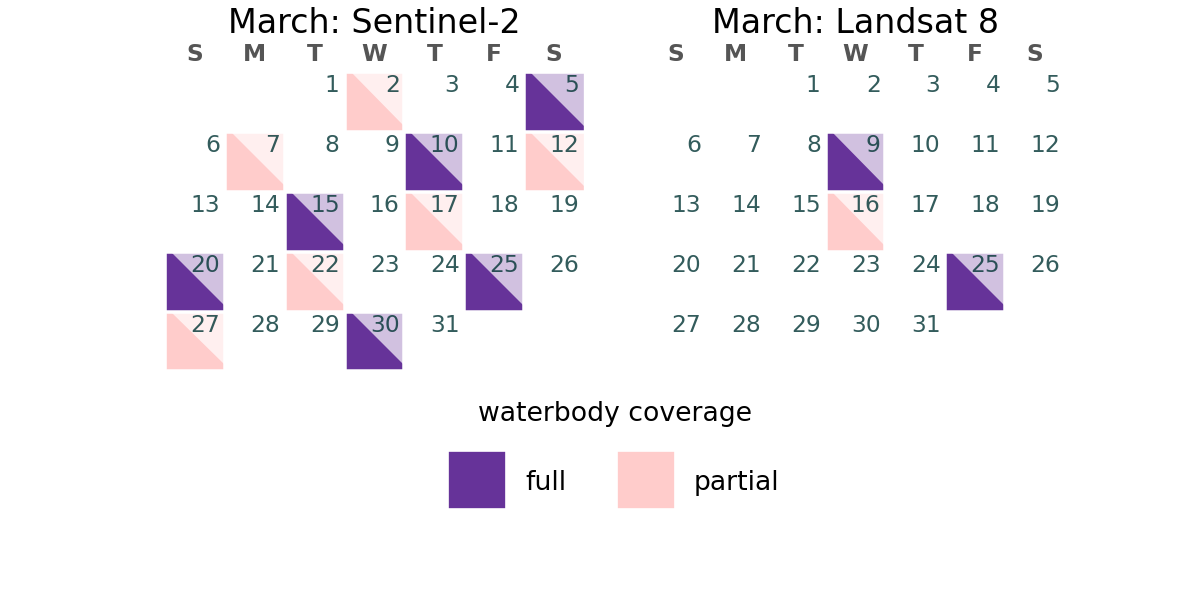 March: Sentinel-2
S M T W T F S
1 2 3 4 5
6 7 8 9 10 11 12
13 14 15 16 17 18 19
20 21 22 23 24 25 26
27 28 29 30 31
March: Landsat 8
S M T W T F S
1 2 3 4 5
6 7 8 9 10 11 12
13 14 15 16 17 18 19
20 21 22 23 24 25 26
27 28 29 30 31
waterbody coverage
full
partial